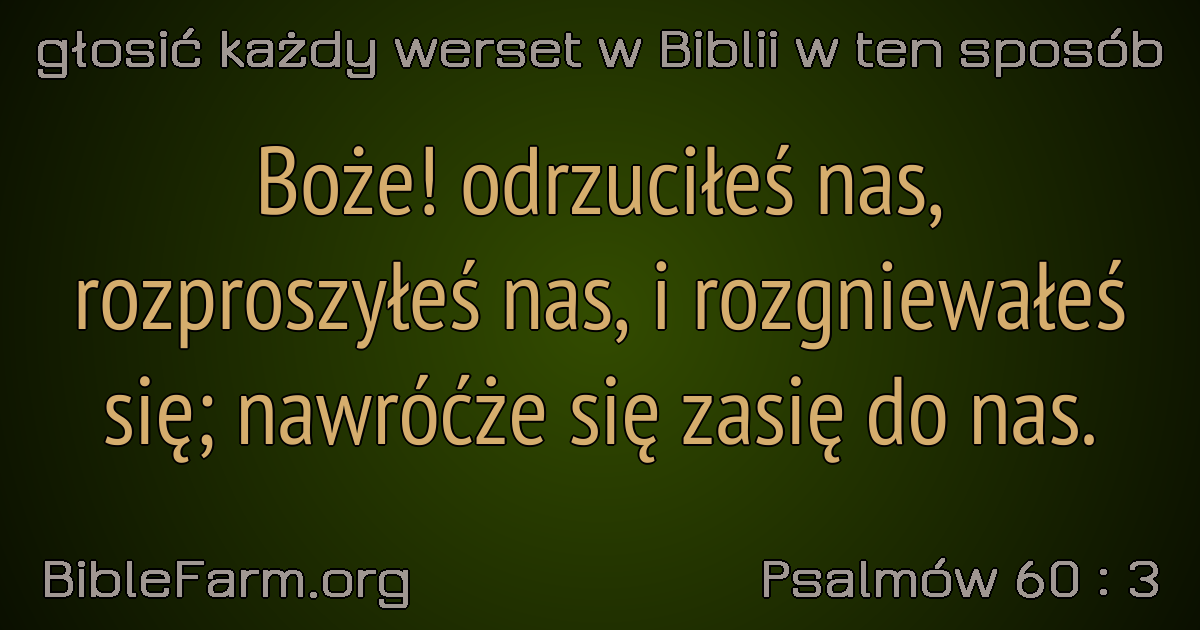 głosić każdy werset w Biblii w ten sposób
Boże! odrzuciłeś nas,
rozproszyłeś nas, i rozgniewałeś
się; nawróćże się zasię do nas.
BibleFarm.org
Psalmów 60 : 3